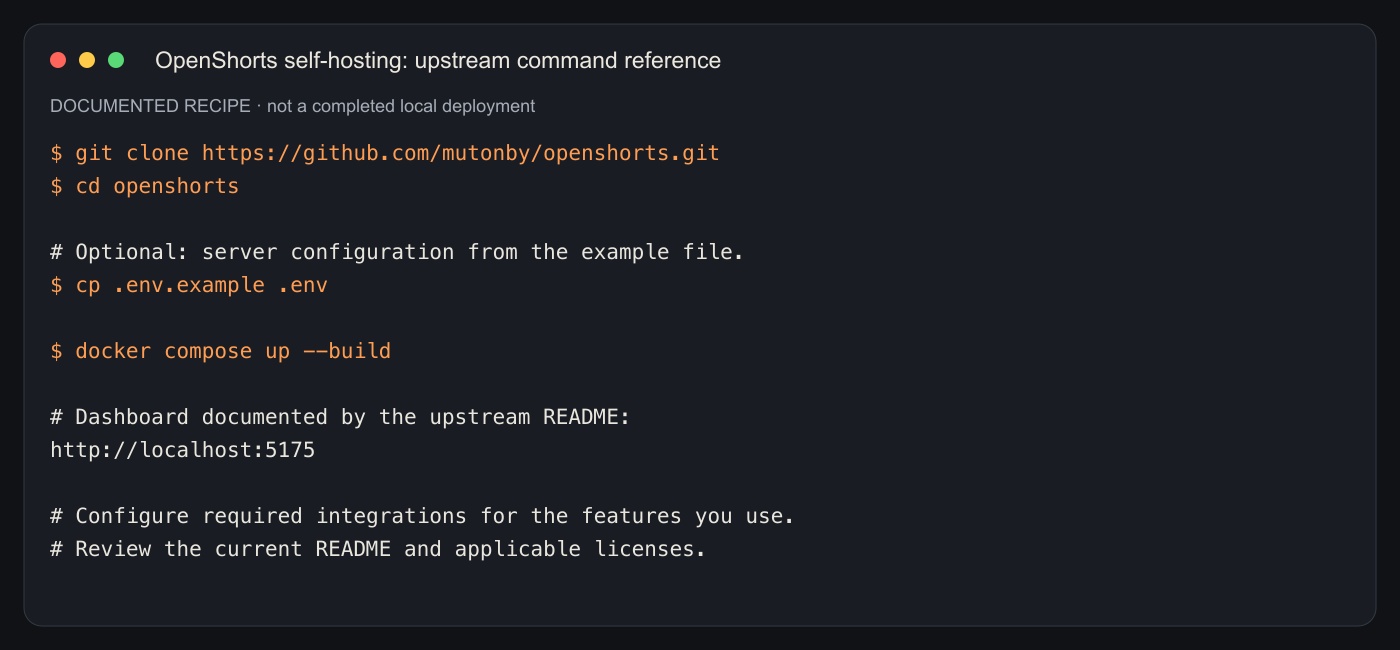 OpenShorts self-hosting: upstream command reference
DOCUMENTED RECIPE · not a completed local deployment
$ git clone https://github.com/mutonby/openshorts.git
$ cd openshorts
# Optional: server configuration from the example file.
$ cp .env.example .env
$ docker compose up --build
# Dashboard documented by the upstream README:
http://localhost:5175
# Configure required integrations for the features you use.
# Review the current README and applicable licenses.